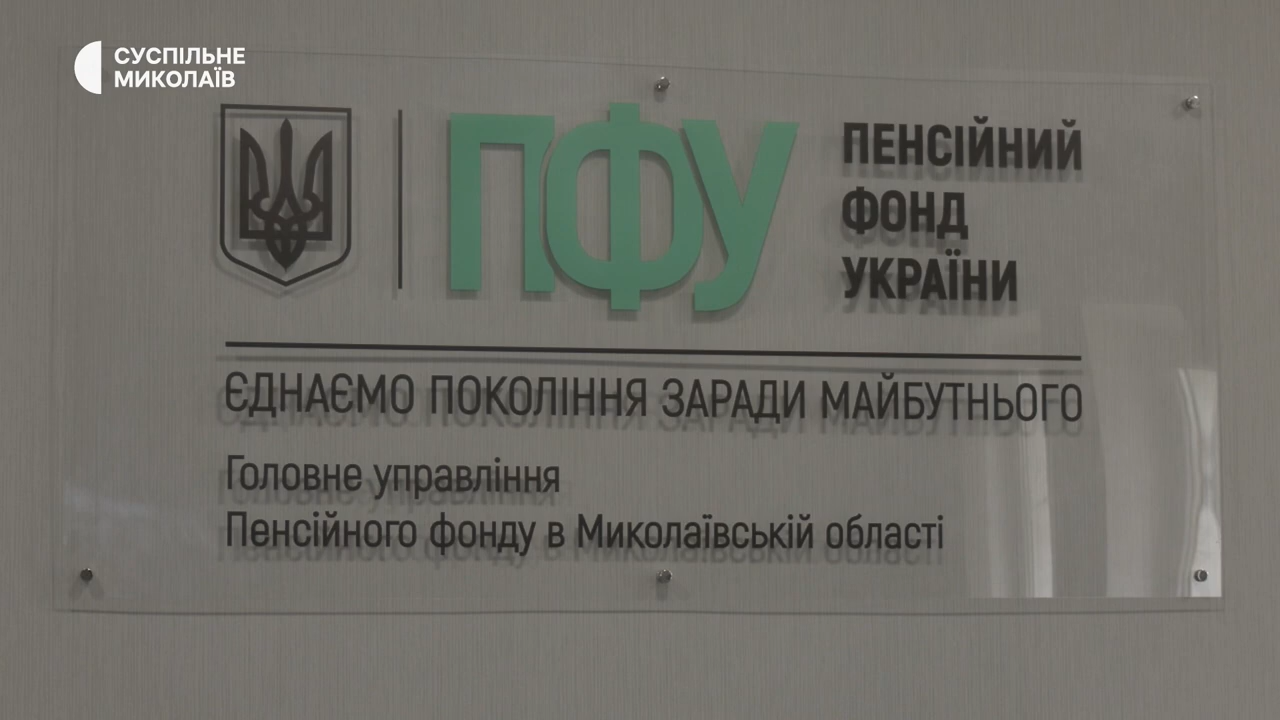 СУСПІЛЬНЕ
МИКОЛАЇВ
ПФУ
ПЕНСІЙНИЙ
ФОНД
УКРАЇНИ
ЄДНАЄМО ПОКОЛІННЯ ЗАРАДИ МАЙБУТНЬОГО
Головне управління
Пенсійного фонду в Миколаївській області